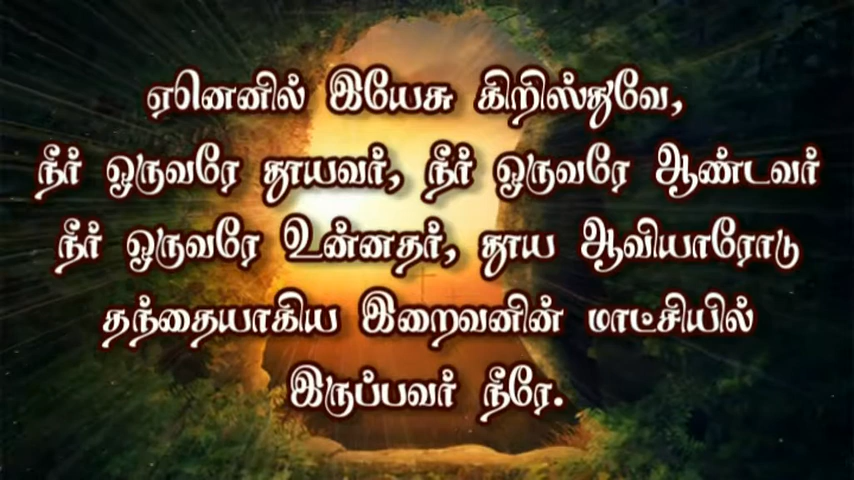 ஏனெனில் இயேசு கிறிஸ்துவே,
நீர் ஒருவரே தூயவர், நீர் ஒருவரே ஆண்டவர்
நீர் ஒருவரே உன்னதர், தூய ஆவியாரோடு
தந்தையாகிய இறைவனின் மாட்சியில்
இருப்பவர் நீரே.